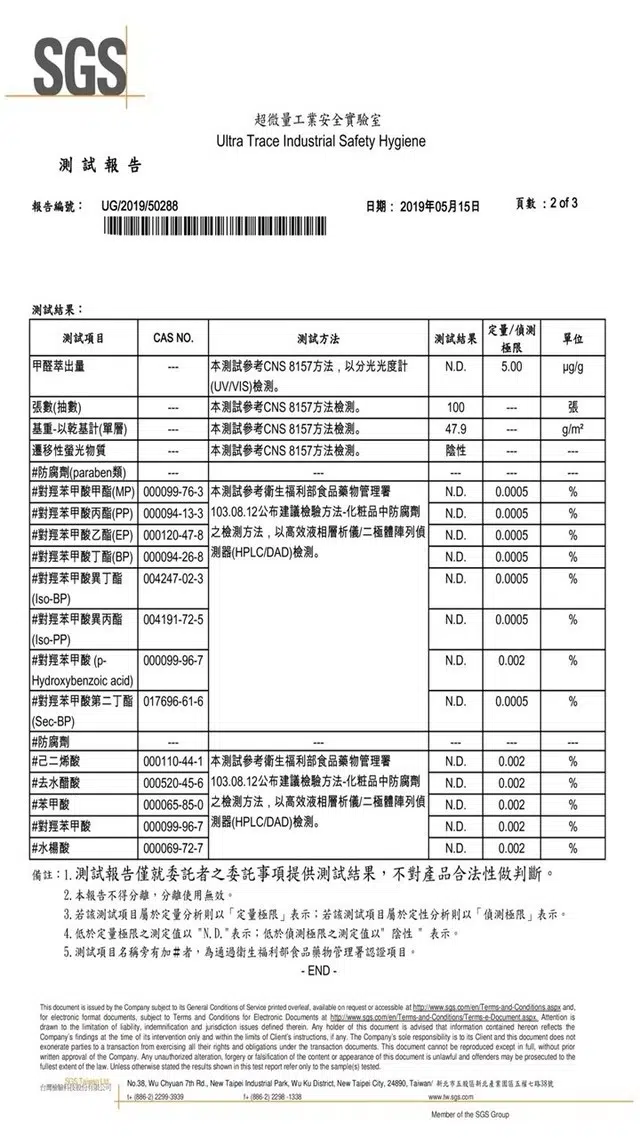 SGS
超微量工業安全實驗室
Ultra Trace Industrial Safety Hygiene
測試報告
報告編號： UG/2019/50288 日期： 2019年05月15日 頁數 ：2 of 3
測試結果：
測試項目 CAS NO. 測試方法 測試結果 定量/偵測極限 單位
甲醛萃出量 --- 本測試參考CNS 8157方法，以分光光度計 N.D. 5.00 μg/g
(UV/VIS)檢測。
張數(抽數) --- 本測試參考CNS 8157方法檢測。 100 --- 張
基重-以乾基計(單層) --- 本測試參考CNS 8157方法檢測。 47.9 --- g/m²
遷移性螢光物質 --- 本測試參考CNS 8157方法檢測。 陰性 --- ---
#防腐劑(paraben類) --- --- --- --- ---
#對羥苯甲酸甲酯(MP) 000099-76-3 本測試參考衛生福利部食品藥物管理署 N.D. 0.0005 %
#對羥苯甲酸丙酯(PP) 000094-13-3 103.08.12公布建議檢驗方法-化粧品中防腐劑 N.D. 0.0005 %
#對羥苯甲酸乙酯(EP) 000120-47-8 之檢測方法，以高效液相層析儀/二極體陣列偵 N.D. 0.0005 %
#對羥苯甲酸丁酯(BP) 000094-26-8 測器(HPLC/DAD)檢測。 N.D. 0.0005 %
#對羥苯甲酸異丁酯 004247-02-3 N.D. 0.0005 %
(Iso-BP)
#對羥苯甲酸異丙酯 004191-72-5 N.D. 0.0005 %
(Iso-PP)
#對羥苯甲酸 (p- 000099-96-7 N.D. 0.002 %
Hydroxybenzoic acid)
#對羥苯甲酸第二丁酯 017696-61-6 N.D. 0.0005 %
(Sec-BP)
#防腐劑 --- --- --- --- ---
#己二烯酸 000110-44-1 本測試參考衛生福利部食品藥物管理署 N.D. 0.002 %
#去水醋酸 000520-45-6 103.08.12公布建議檢驗方法-化粧品中防腐劑 N.D. 0.002 %
#苯甲酸 000065-85-0 之檢測方法，以高效液相層析儀/二極體陣列偵 N.D. 0.002 %
#對羥苯甲酸 000099-96-7 測器(HPLC/DAD)檢測。 N.D. 0.002 %
#水楊酸 000069-72-7 N.D. 0.002 %
備註：1. 測試報告僅就委託者之委託事項提供測試結果，不對產品合法性做判斷。
2. 本報告不得分離，分離使用無效。
3. 若該測試項目屬於定量分析則以「定量極限」表示；若該測試項目屬於定性分析則以「偵測極限」表示。
4. 低於定量極限之測定值以 "N.D."表示；低於偵測極限之測定值以" 陰性 " 表示。
5. 測試項目名稱旁有加＃者，為通過衛生福利部食品藥物管理署認證項目。
- END -
This document is issued by the Company subject to its General Conditions of Service printed overleaf, available on request or accessible at http://www.sgs.com/en/Terms-and-Conditions.aspx and,
for electronic format documents, subject to Terms and Conditions for Electronic Documents at http://www.sgs.com/en/Terms-and-Conditions/Terms-e-Document.aspx. Attention is
drawn to the limitation of liability, indemnification and jurisdiction issues defined therein. Any holder of this document is advised that information contained hereon reflects the
Company's findings at the time of its intervention only and within the limits of Client's instructions, if any. The Company's sole responsibility is to its Client and this document does not
exonerate parties to a transaction from exercising all their rights and obligations under the transaction documents. This document cannot be reproduced except in full, without prior
written approval of the Company. Any unauthorized alteration, forgery or falsification of the content or appearance of this document is unlawful and offenders may be prosecuted to the
fullest extent of the law. Unless otherwise stated the results shown in this test report refer only to the sample(s) tested.
SGS Taiwan Ltd. No.38, Wu Chyuan 7th Rd., New Taipei Industrial Park, Wu Ku District, New Taipei City, 24890, Taiwan/ 新北市五股區新北產業園區五權七路38號
台灣檢驗科技股份有限公司 t+ (886-2) 2299-3939 f+ (886-2) 2298 -1338 www.tw.sgs.com
Member of the SGS Group